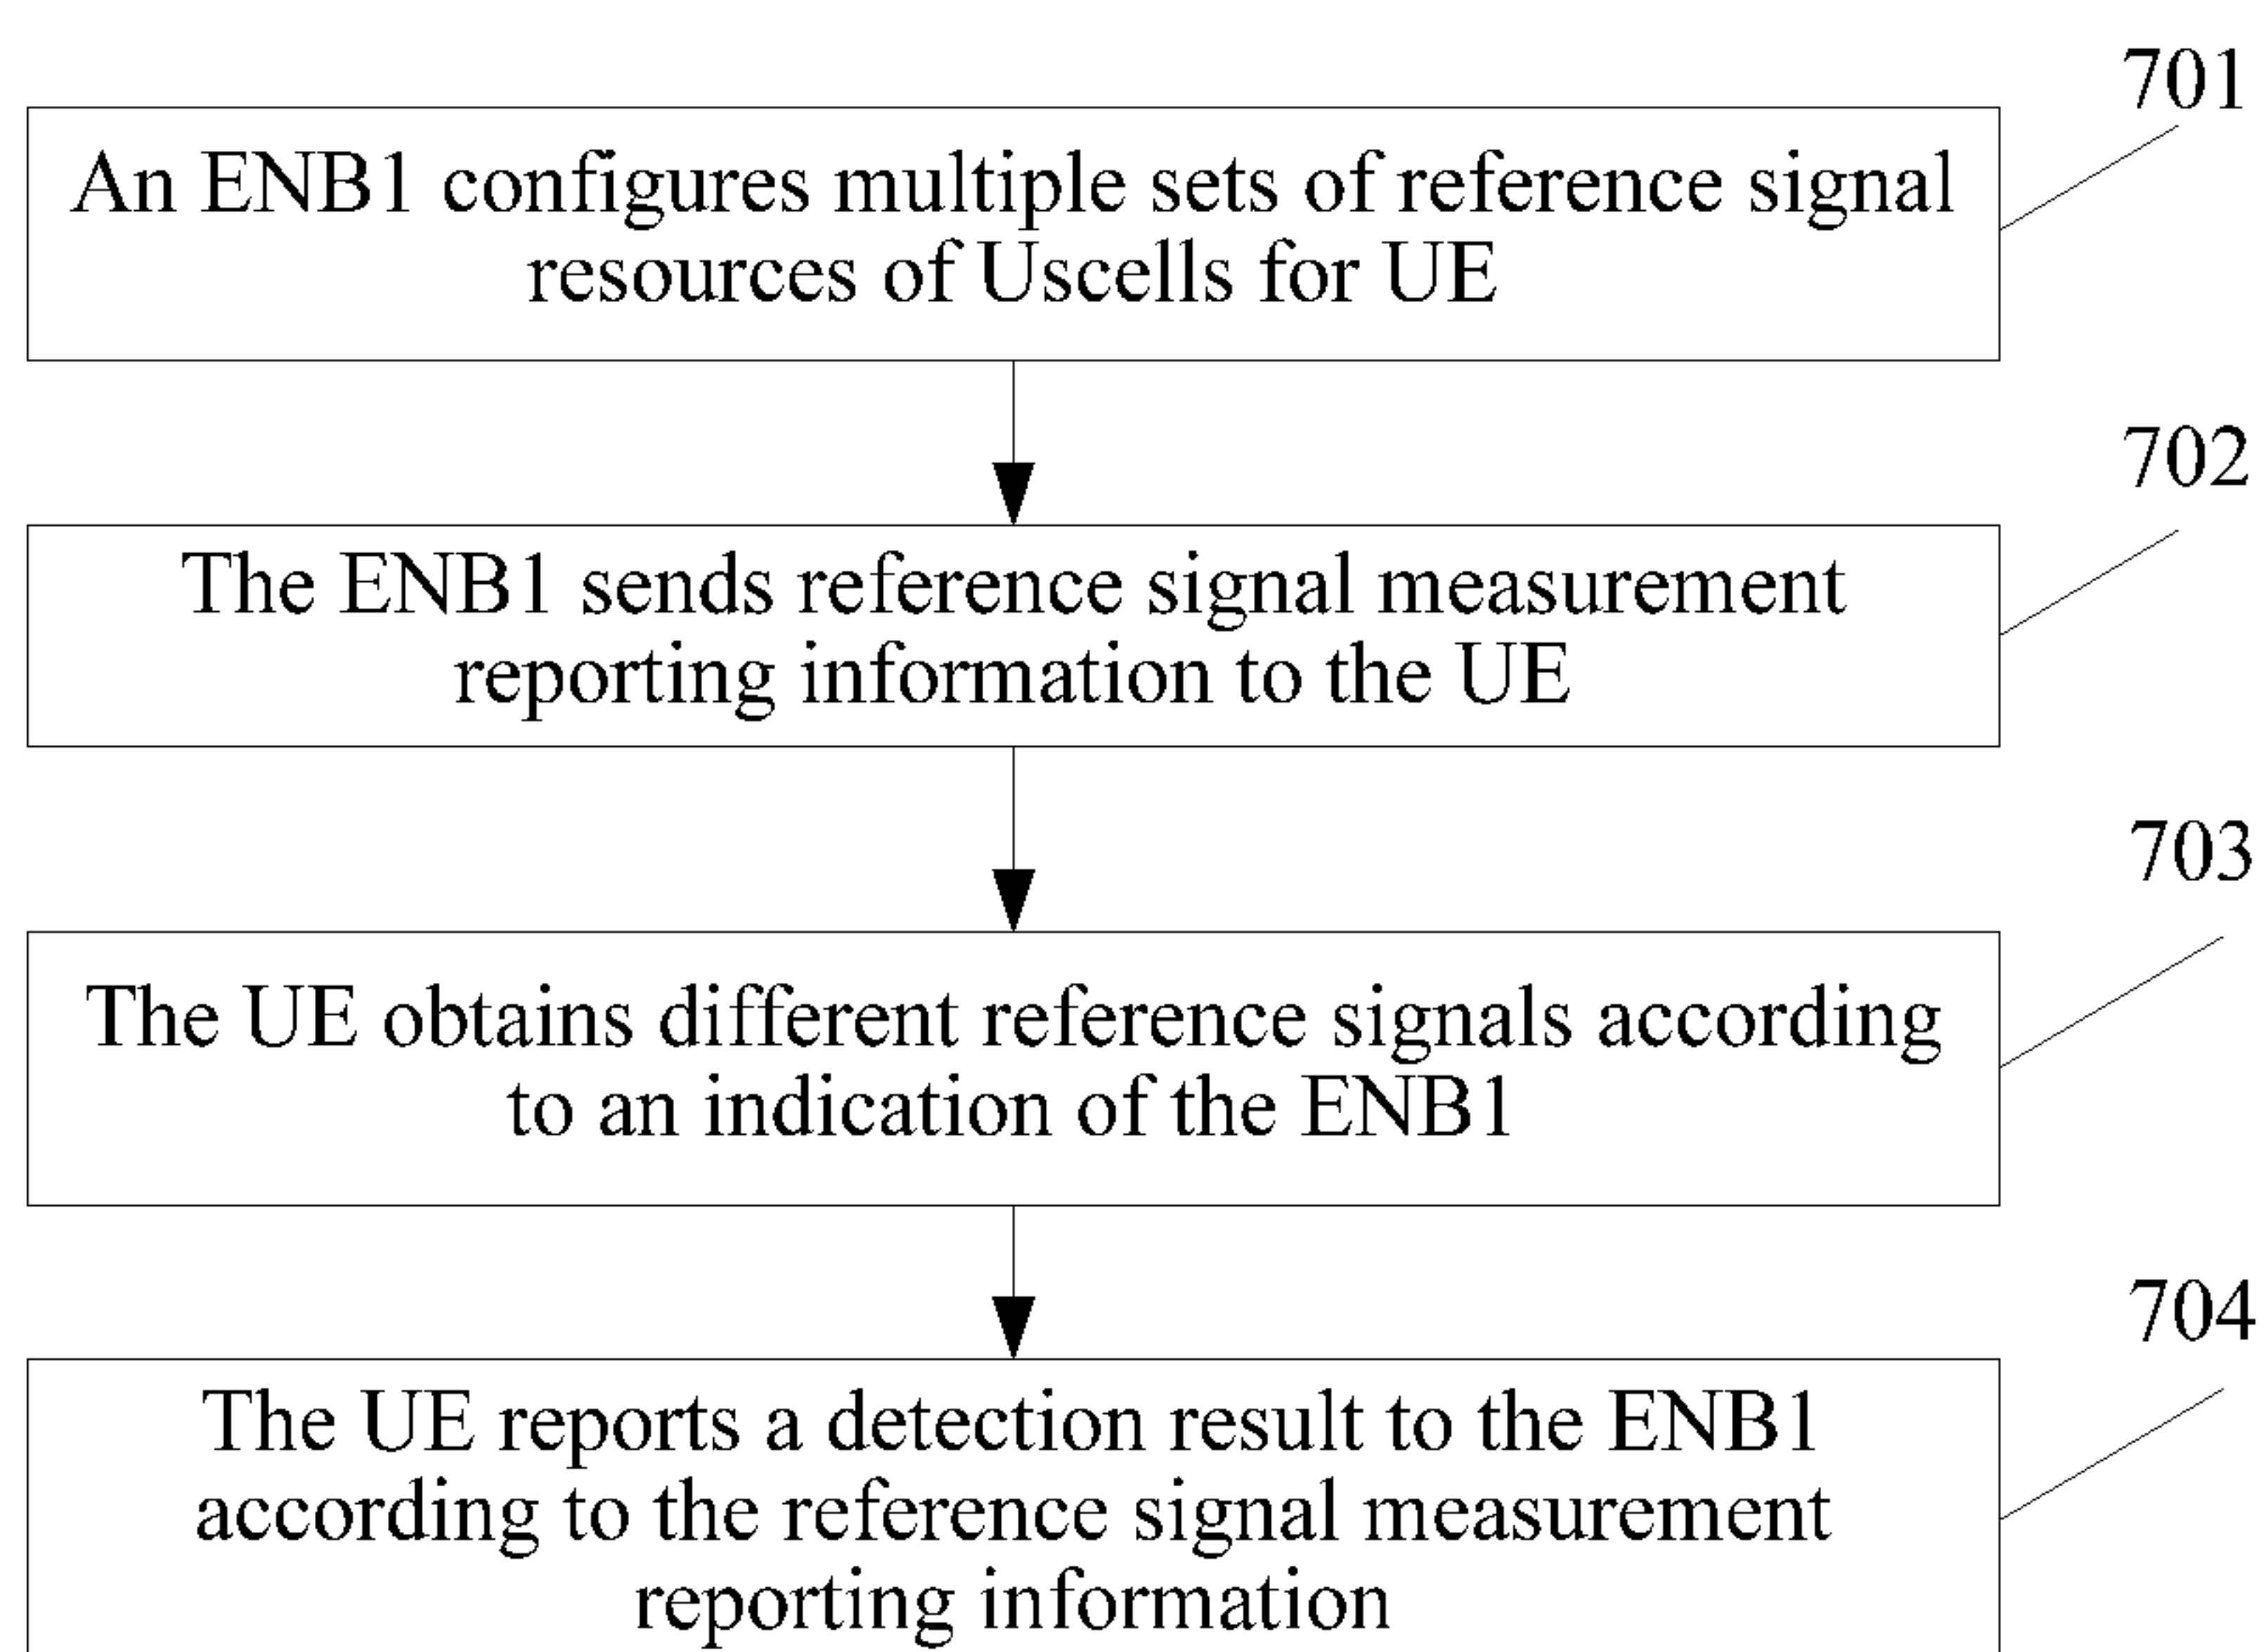 701
An ENB1 configures multiple sets of reference signal
resources of Uscells for UE
702
The ENB1 sends reference signal measurement
reporting information to the UE
703
The UE obtains different reference signals according
to an indication of the ENB1
704
The UE reports a detection result to the ENB1
according to the reference signal measurement
reporting information